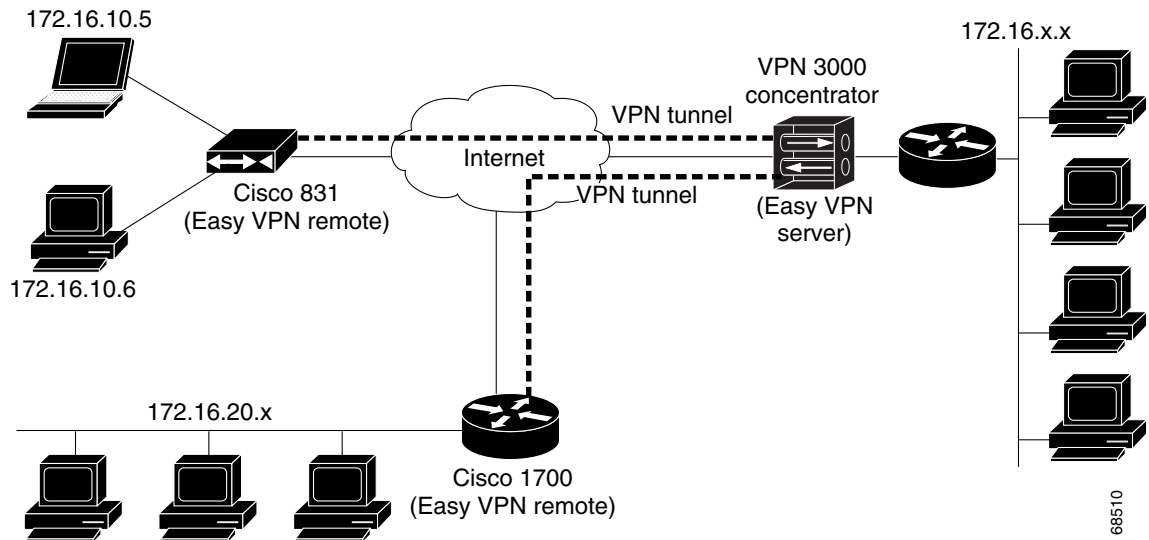 172.16.10.5
172.16.x.x
VPN 3000
concentrator
VPN tunnel
Internet
Cisco 831
(Easy VPN remote)
VPN tunnel
(Easy VPN
server)
172.16.10.6
172.16.20.x
Cisco 1700
(Easy VPN remote)
68510